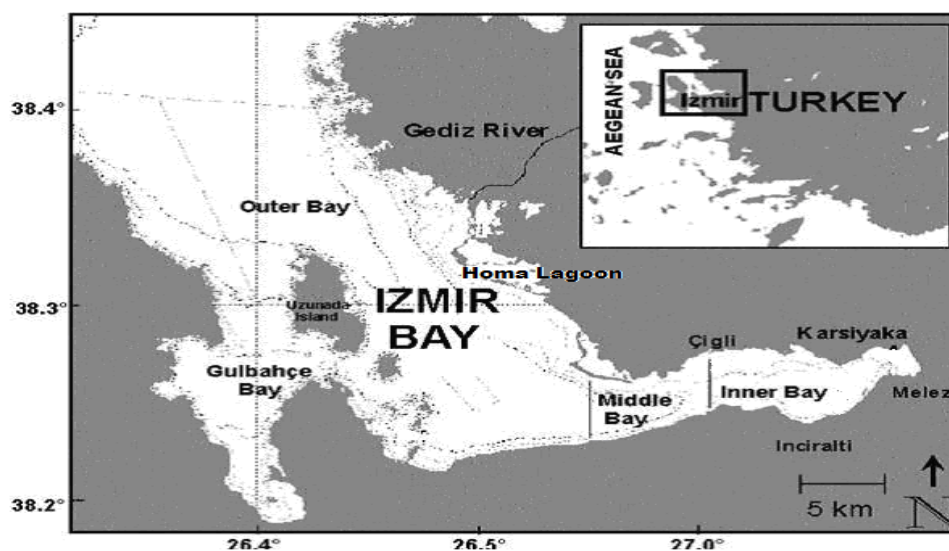 38.4°
38.3°
38.2°
26.4°
26.5°
27.0°
Gediz River
Outer Bay
Homa Lagoon
Uzunada
Island
IZMIR
BAY
Gulbahçe
Bay
Çigli
Karsiyaka
Middle
Bay
Inner Bay
Melez
Inciralti
5 km
N
AEGEAN SEA
Izmir
TURKEY